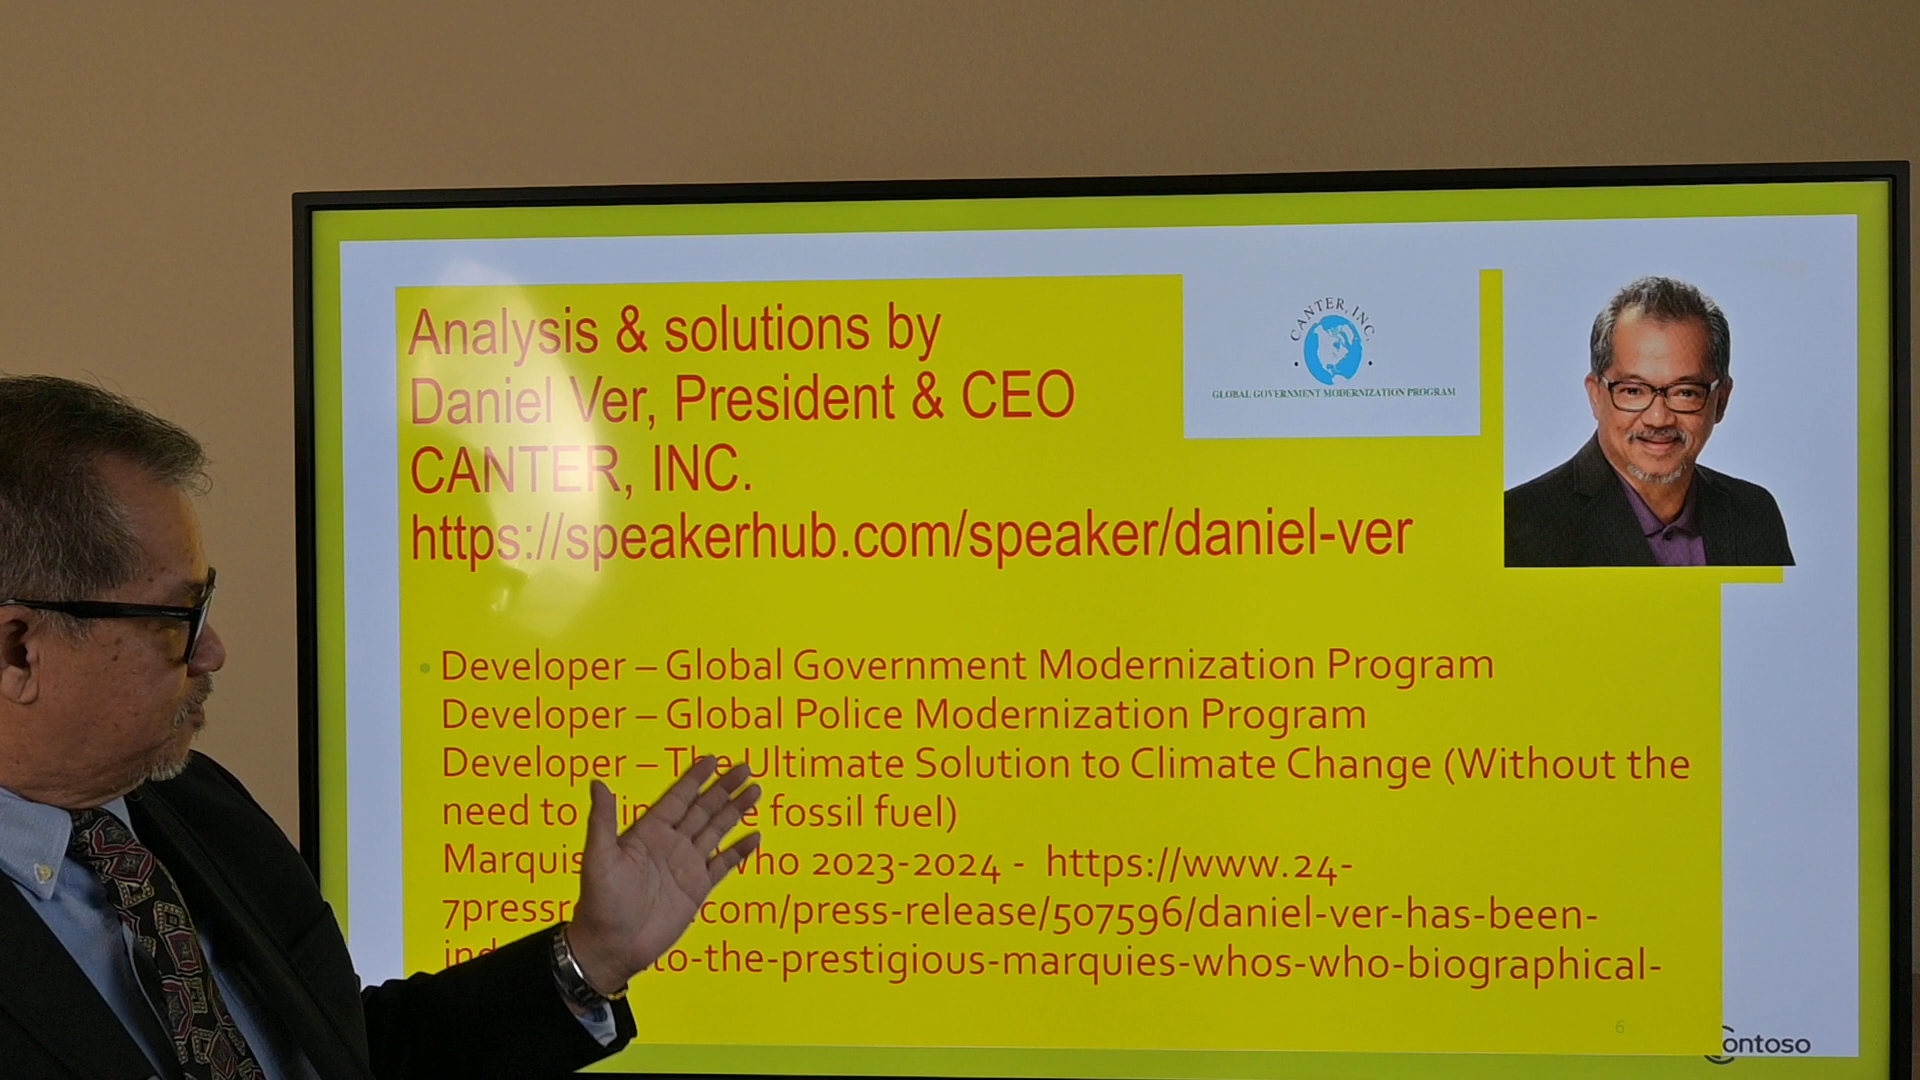 Analysis & solutions by
Daniel Ver, President & CEO
CANTER, INC.
https://speakerhub.com/speaker/daniel-ver
CANTER, INC.
GLOBAL GOVERNMENT MODERNIZATION PROGRAM
• Developer – Global Government Modernization Program
Developer – Global Police Modernization Program
Developer – The Ultimate Solution to Climate Change (Without the
need to fossil fuel)
Marquis Who 2023-2024 - https://www.24-
7pressr .com/press-release/507596/daniel-ver-has-been-
to-the-prestigious-marquies-whos-who-biographical-
6
Contoso